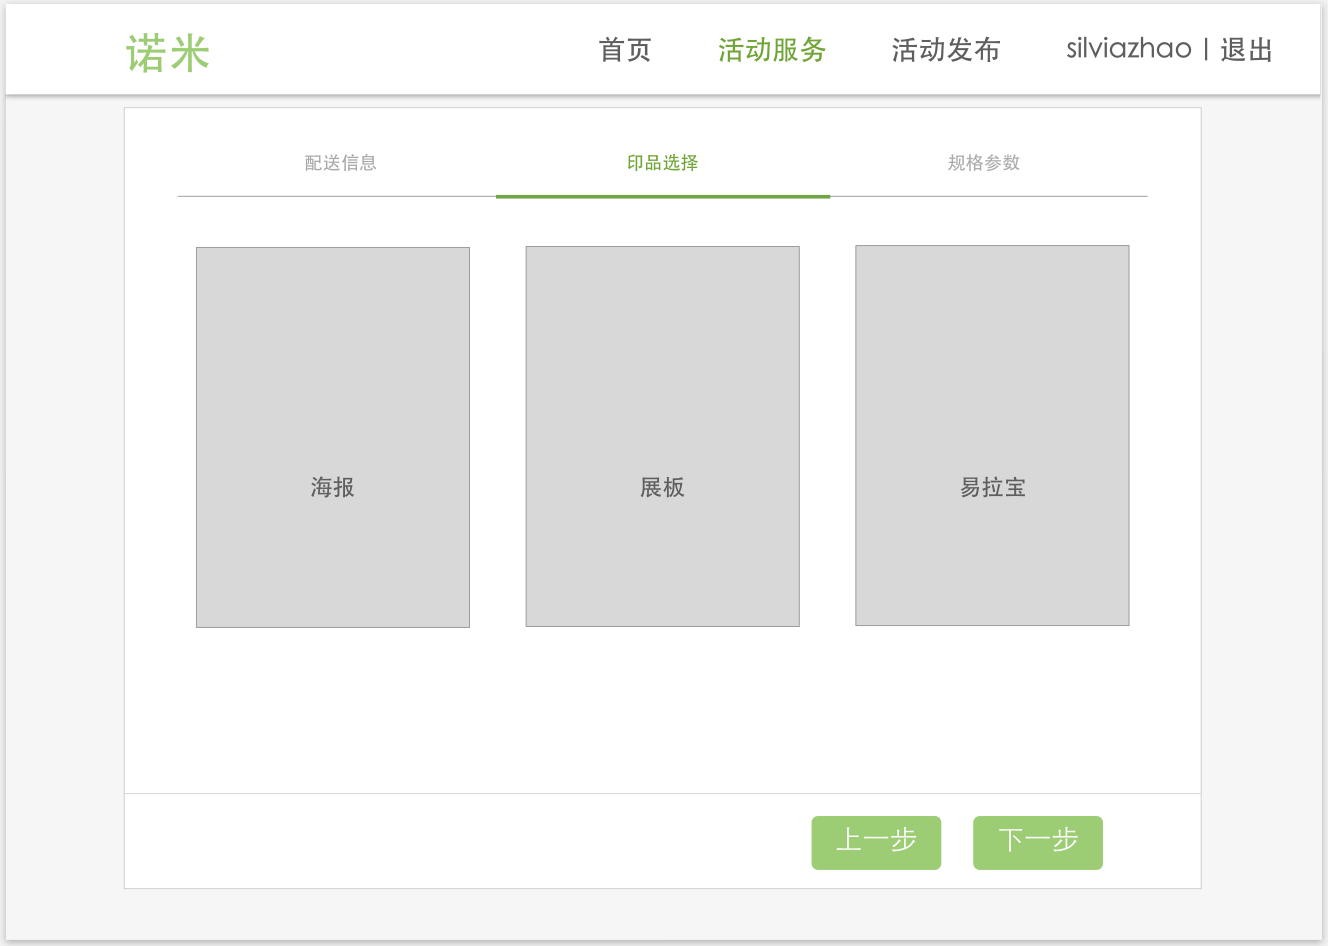 诺米 首页 活动服务 活动发布 silviazhao | 退出
配送信息 印品选择 规格参数
海报 展板 易拉宝
上一步 下一步